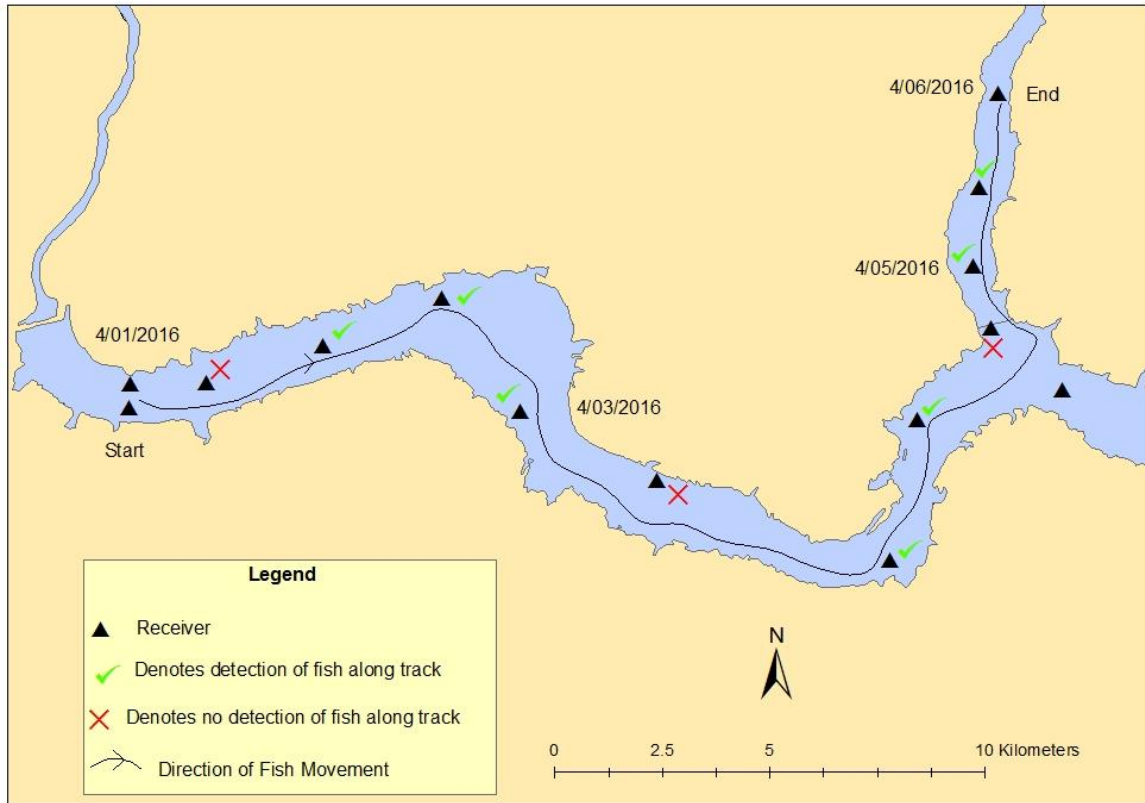 4/06/2016
End
4/05/2016
4/01/2016
4/03/2016
Start
Legend
Receiver
Denotes detection of fish along track
Denotes no detection of fish along track
Direction of Fish Movement
N
0 2.5 5 10 Kilometers